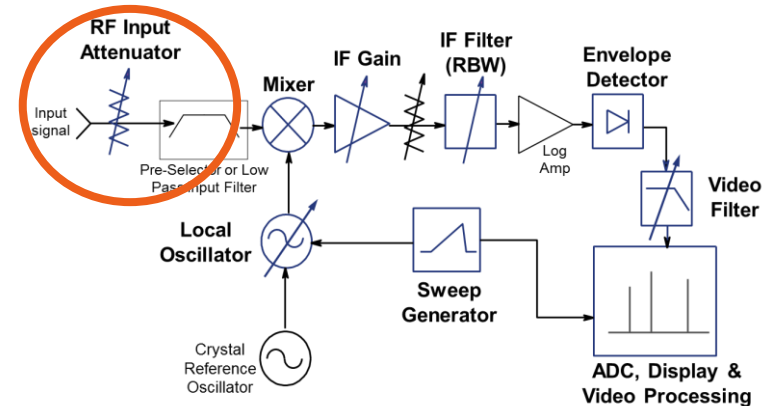 RF Input
Attenuator
Input
signal
Pre-Selector or Low
Pass Input Filter
Mixer
IF Gain
IF Filter
(RBW)
Log
Amp
Envelope
Detector
Video
Filter
Local
Oscillator
Sweep
Generator
Crystal
Reference
Oscillator
ADC, Display &
Video Processing